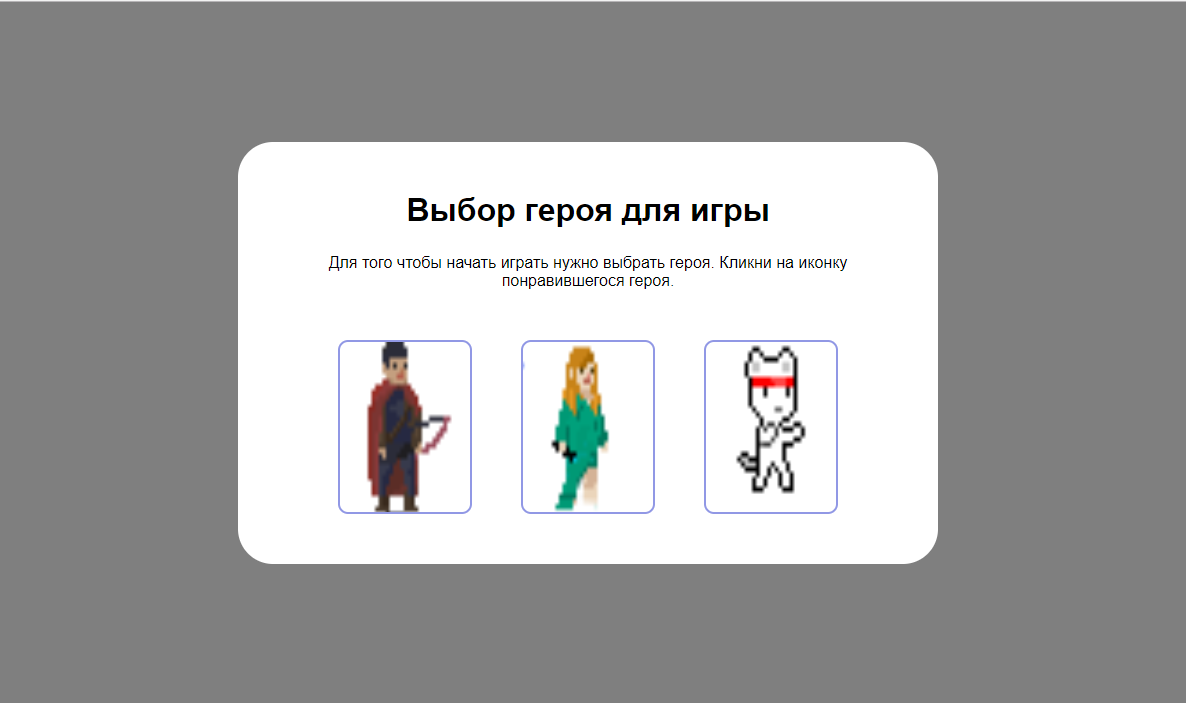 Выбор героя для игры
Для того чтобы начать играть нужно выбрать героя. Кликни на иконку
понравившегося героя.